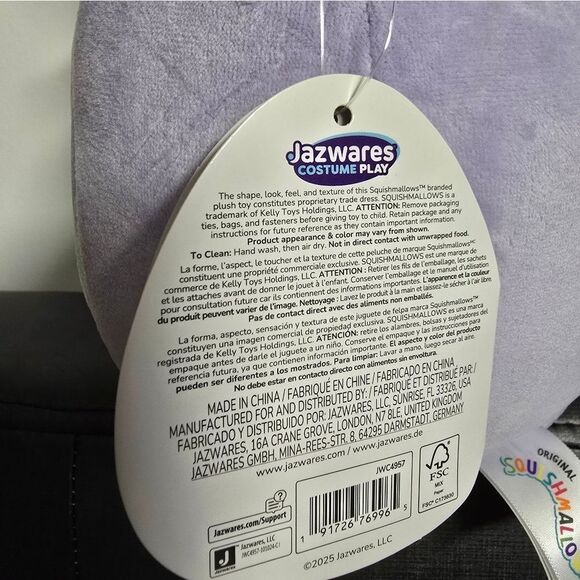 Jazwares®
COSTUME PLAY
The shape, look, feel, and texture of this Squishmallows™ branded
plush toy constitutes proprietary trade dress. SQUISHMALLOWS is a
trademark of Kelly Toys Holdings, LLC. ATTENTION: Remove packaging
ties, bags, and fasteners before giving toy to child. Retain package and any
instructions for future reference as they contain important information.
Product appearance & color may vary from shown.
To Clean: Hand wash, then air dry. Not in direct contact with unwrapped food.
La forme, l'aspect, le toucher et la texture de cette peluche de marque Squishmallows™
constituent une propriété commerciale exclusive. SQUISHMALLOWS est une marque de
commerce de Kelly Toys Holdings, LLC. ATTENTION : Retirer les fils de l'emballage, les sachets
et les attaches avant de donner le jouet à l'enfant. Conserver l'emballage et le manuel d'utilisation
pour consultation future car ils contiennent des informations importantes. L'apparence et la couleur
du produit peuvent varier de l'image. Nettoyage : Lavez le produit à la main et laissez-le sécher à l'air libre.
Pas de contact direct avec des aliments non emballés.
La forma, aspecto, sensación y textura de este juguete de felpa marca Squishmallows™
constituyen una imagen comercial de propiedad exclusiva. SQUISHMALLOWS es una marca
registrada de Kelly Toys Holdings, LLC. ATENCIÓN: retire los alambres, bolsas y sujetadores del
empaque antes de darle el juguete a un niño. Conserve el empaque y las instrucciones para
referencia futura, ya que contienen información importante. El aspecto y color del producto
pueden ser diferentes a los mostrados. Para limpiar: Lavar a mano, luego secar al aire.
No debe estar en contacto directo con alimentos sin envoltura.
MADE IN CHINA / FABRIQUÉ EN CHINE / FABRICADO EN CHINA
MANUFACTURED FOR AND DISTRIBUTED BY: / FABRIQUÉ ET DISTRIBUÉ PAR: /
FABRICADO Y DISTRIBUIDO POR: JAZWARES, LLC, SUNRISE, FL 33326, USA
JAZWARES, 16A CRANE GROVE, LONDON, N7 8LE, UNITED KINGDOM
JAZWARES GMBH, MINA-REES-STR. 8, 64295 DARMSTADT, GERMANY
www.jazwares.com / www.jazwares.com
JWC4957
Jazwares.com/Support
Jazwares, LLC
JWC4957-101024-C1
1 91726 76996 5
FSC
MIX
Paper
FSC® C173630
©2025 Jazwares, LLC
ORIGINAL
SQUISHMALLO